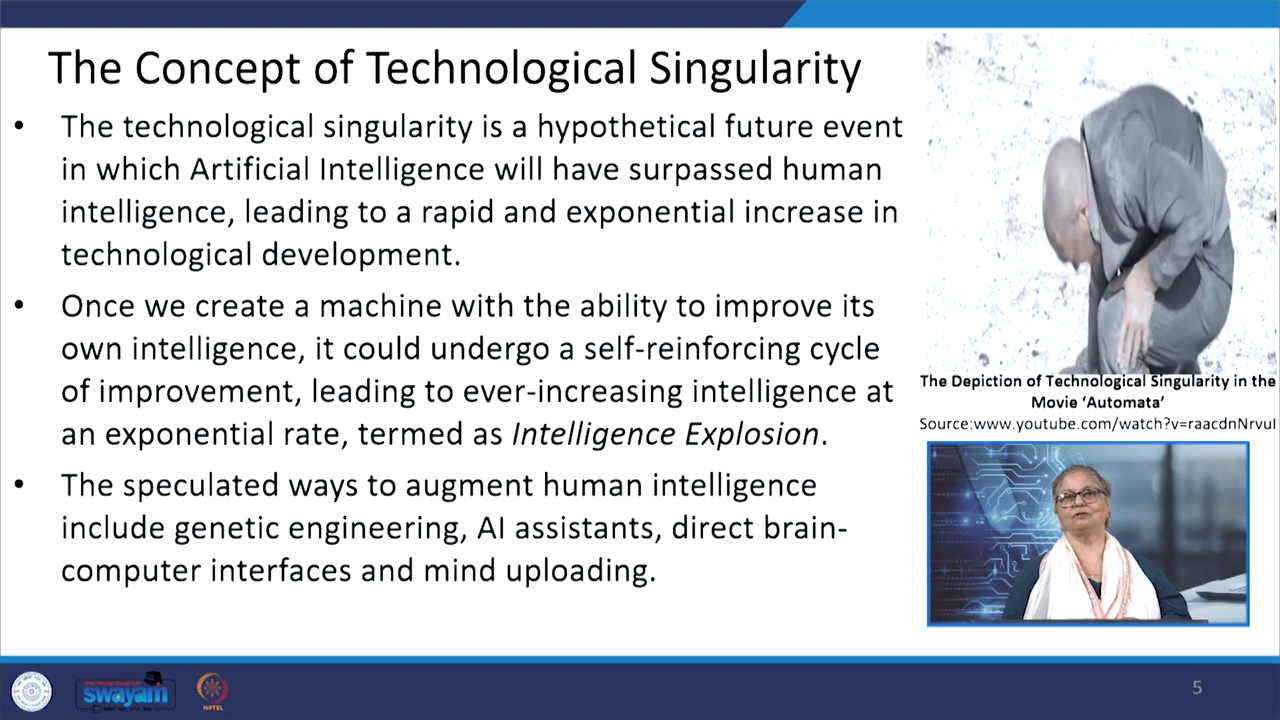 The Concept of Technological Singularity
• The technological singularity is a hypothetical future event
in which Artificial Intelligence will have surpassed human
intelligence, leading to a rapid and exponential increase in
technological development.
• Once we create a machine with the ability to improve its
own intelligence, it could undergo a self-reinforcing cycle
of improvement, leading to ever-increasing intelligence at
an exponential rate, termed as Intelligence Explosion.
• The speculated ways to augment human intelligence
include genetic engineering, AI assistants, direct brain-
computer interfaces and mind uploading.
The Depiction of Technological Singularity in the
Movie ‘Automata’
Source:www.youtube.com/watch?v=raacdnNrvuI
swayam
NPTEL
5